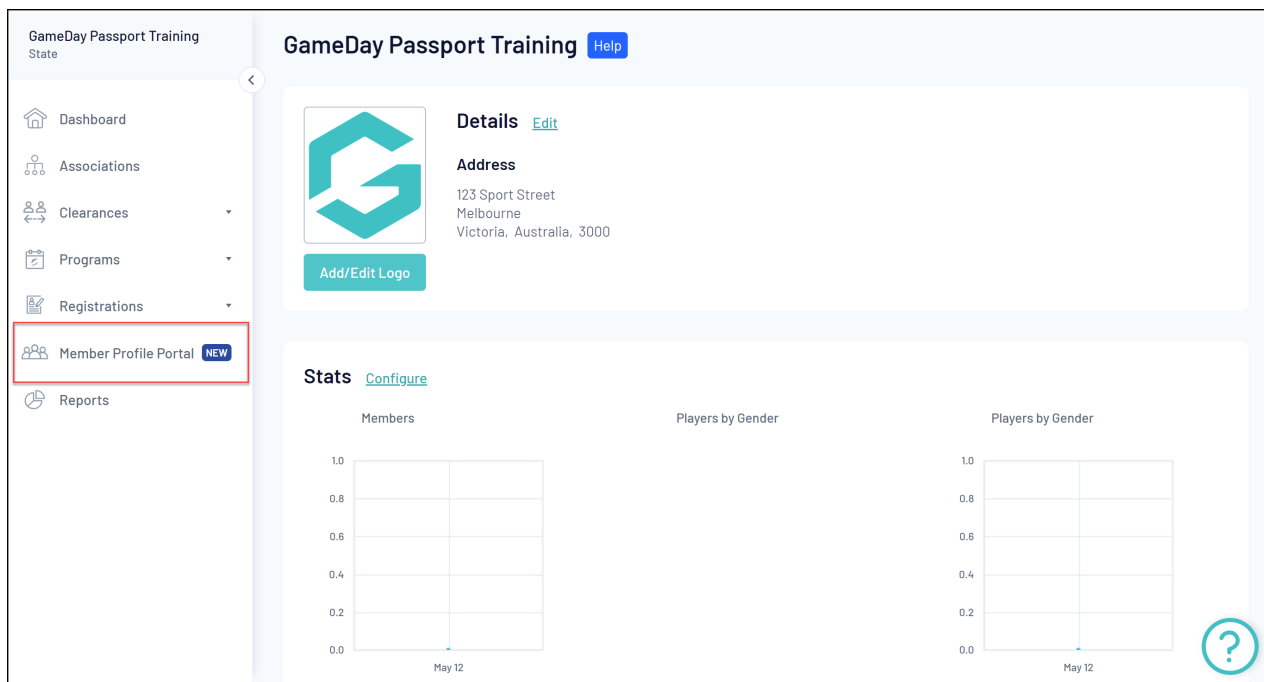 GameDay Passport Training
State
Dashboard
Associations
Clearances
Programs
Registrations
Member Profile Portal NEW
Reports
GameDay Passport Training Help
Details Edit
Address
123 Sport Street
Melbourne
Victoria, Australia, 3000
Add/Edit Logo
Stats Configure
Members
1.0
0.8
0.6
0.4
0.2
0.0
May 12
Players by Gender
Players by Gender
1.0
0.8
0.6
0.4
0.2
0.0
May 12
?